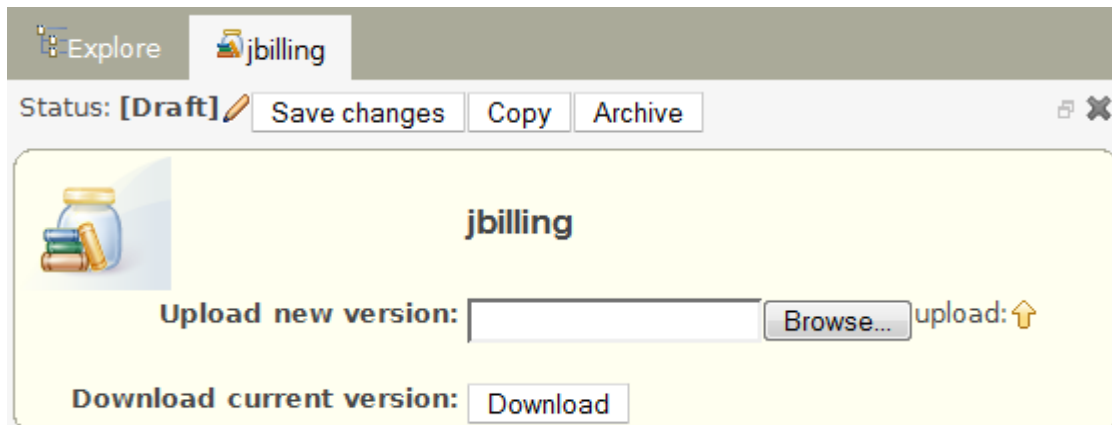 Explore jbilling
Status: [Draft] Save changes Copy Archive
jbilling
Upload new version: Browse... upload:
Download current version: Download